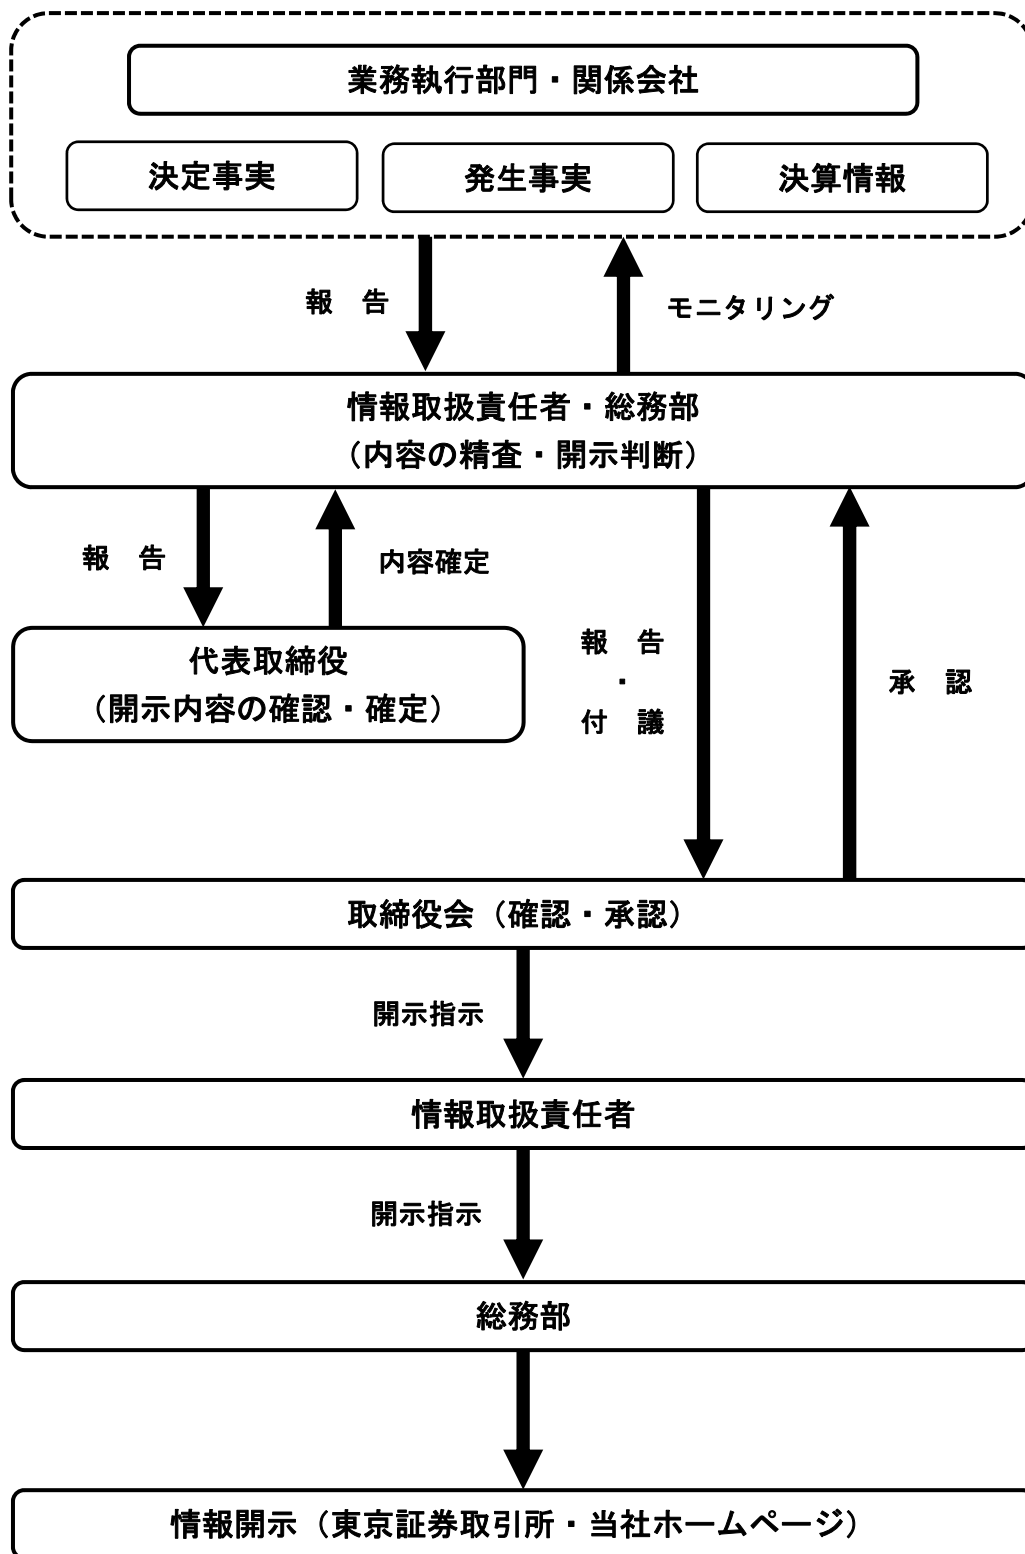 業務執行部門・関係会社
決定事実
発生事実
決算情報
報　告
モニタリング
情報取扱責任者・総務部
（内容の精査・開示判断）
報　告
内容確定
代表取締役
（開示内容の確認・確定）
報　告
・
付　議
承　認
取締役会（確認・承認）
開示指示
情報取扱責任者
開示指示
総務部
情報開示（東京証券取引所・当社ホームページ）